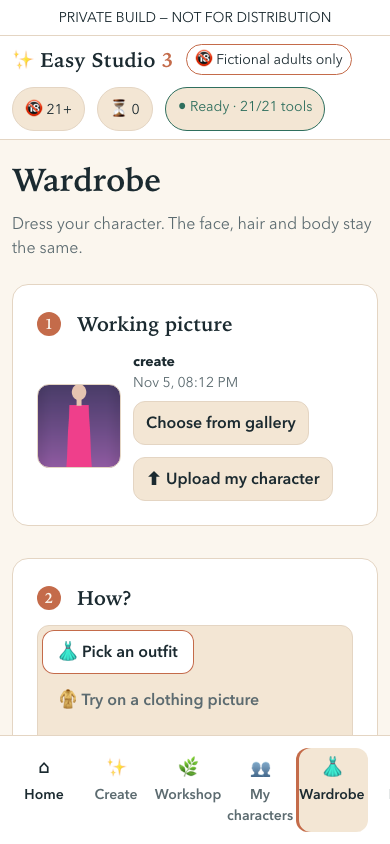 PRIVATE BUILD — NOT FOR DISTRIBUTION
✨ Easy Studio 3
🔞 Fictional adults only
🔞 21+
⏳ 0
● Ready · 21/21 tools
Wardrobe
Dress your character. The face, hair and body stay
the same.
1 Working picture
create
Nov 5, 08:12 PM
Choose from gallery
⬆ Upload my character
2 How?
👗 Pick an outfit
🧥 Try on a clothing picture
Home
Create
Workshop
My
characters
Wardrobe